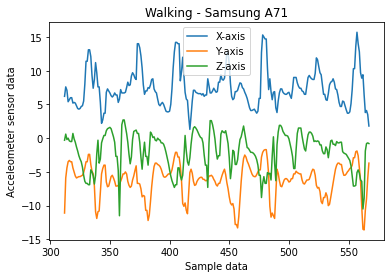 Walking - Samsung A71
X-axis
Y-axis
Z-axis
15
10
5
0
−5
−10
−15
Acceleometer sensor data
300
350
400
450
500
550
Sample data